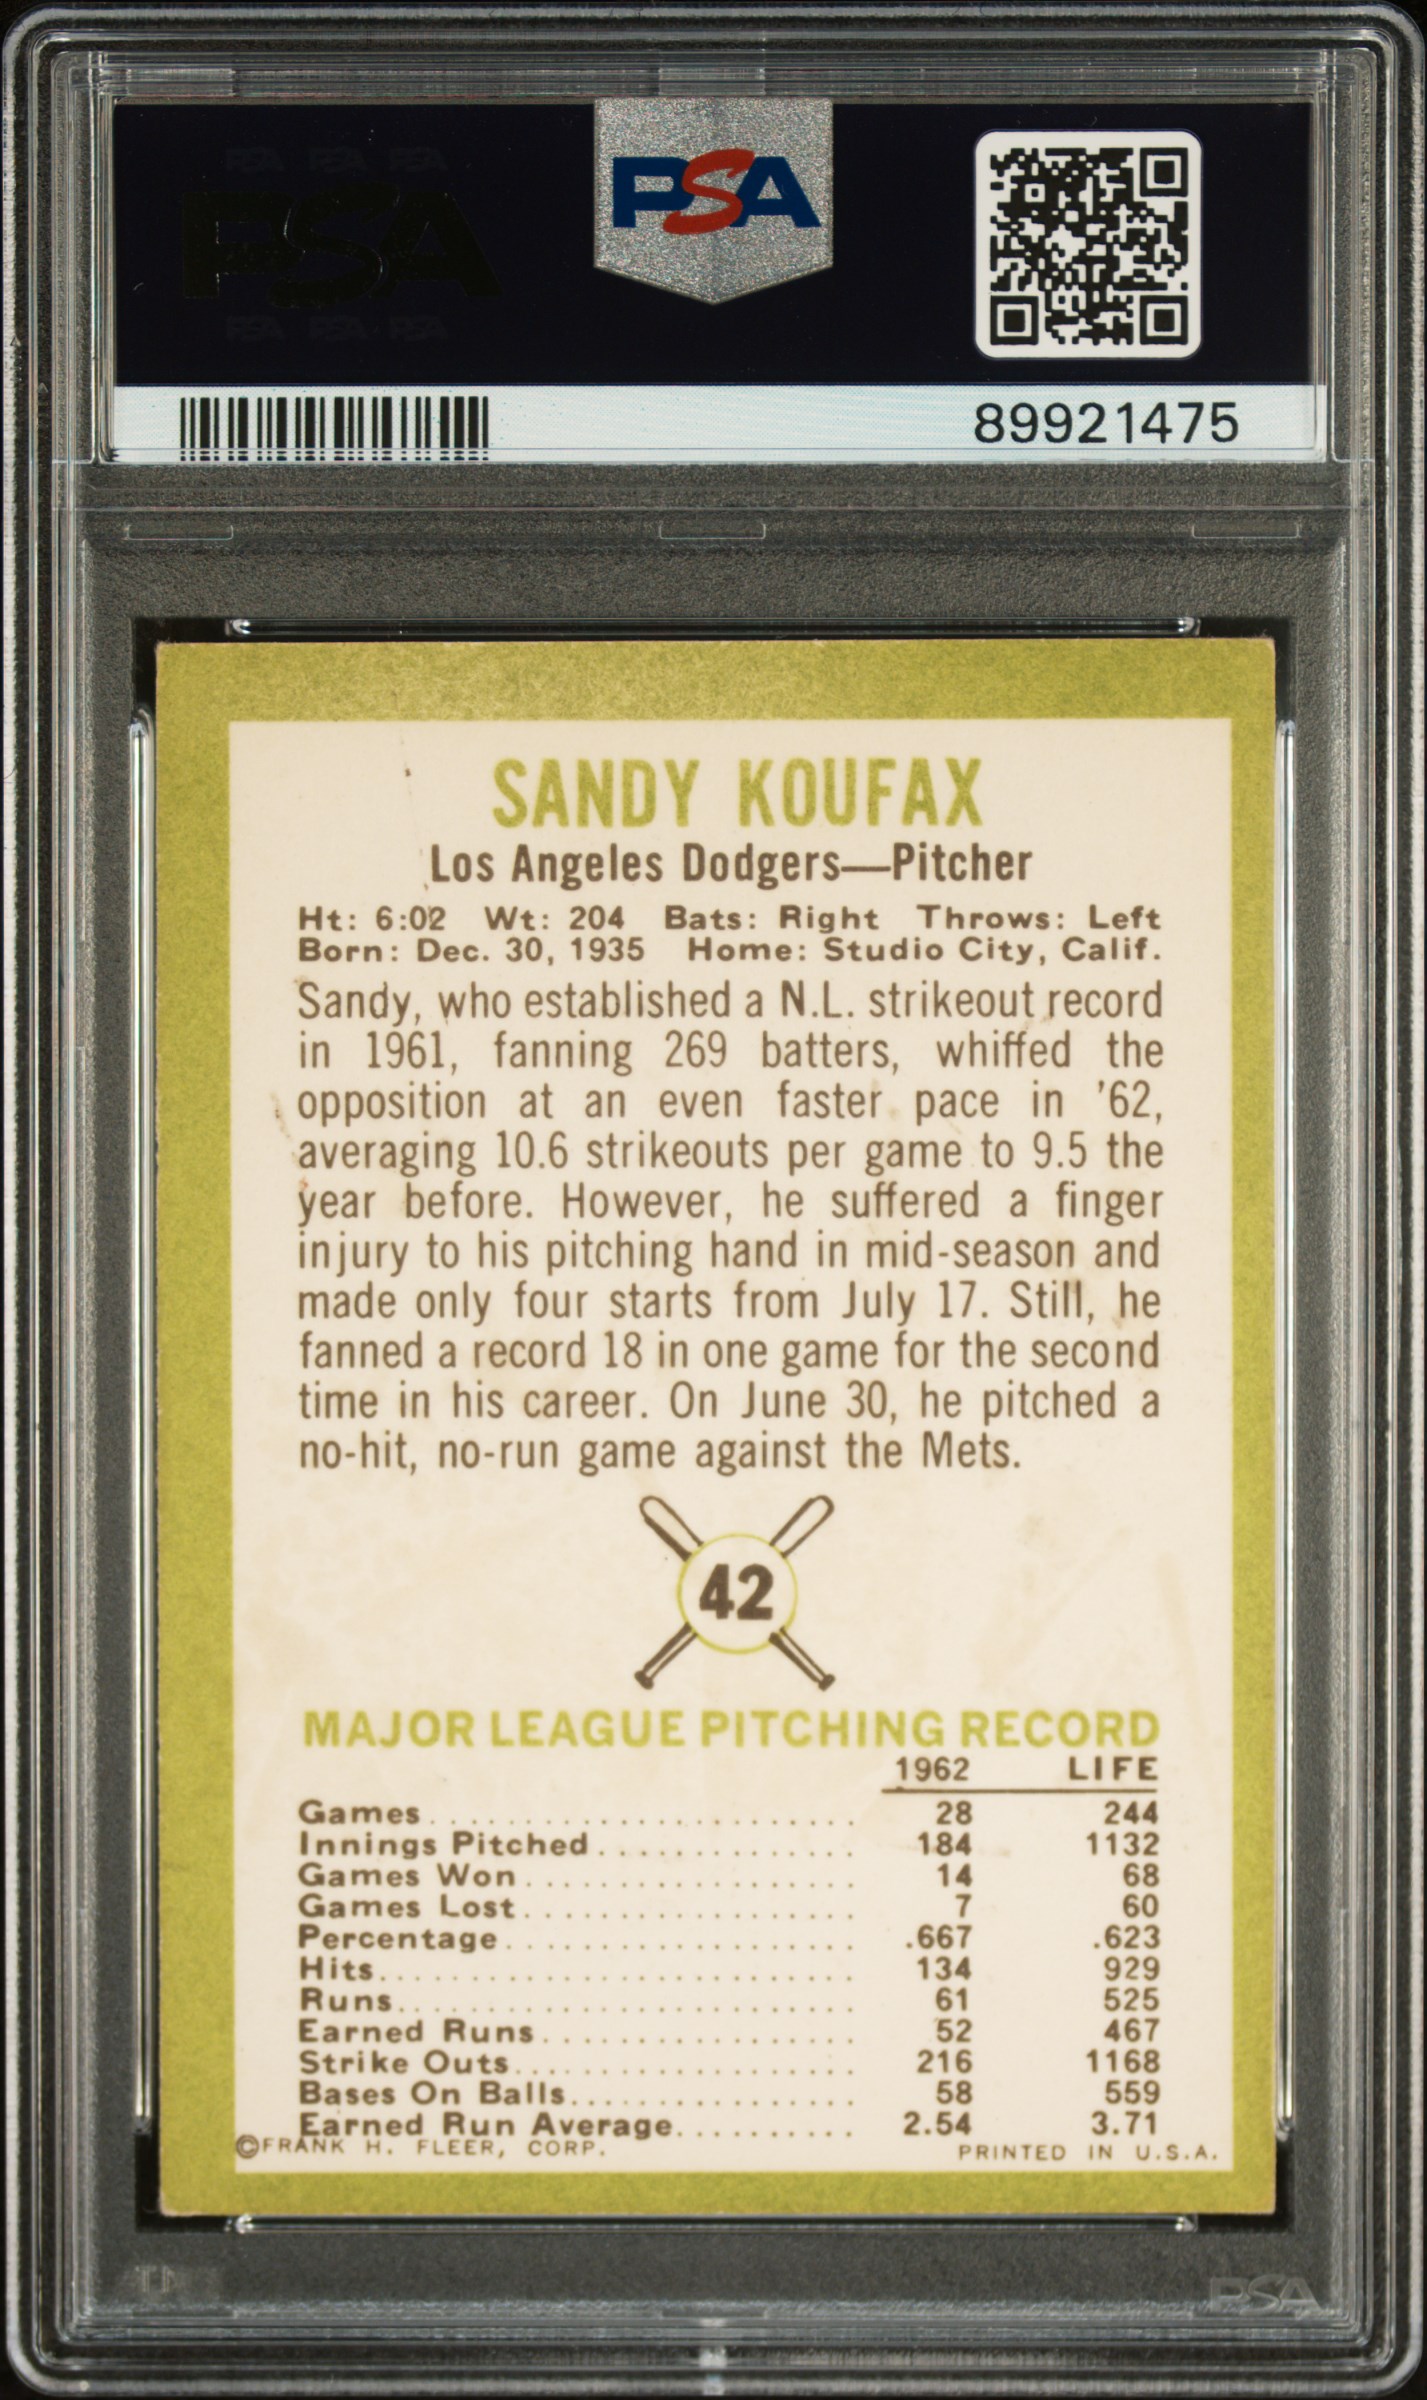 PSA PSA PSA
PSA
PSA PSA PSA
PSA
89921475
SANDY KOUFAX
Los Angeles Dodgers—Pitcher
Ht: 6:02 Wt: 204 Bats: Right Throws: Left
Born: Dec. 30, 1935 Home: Studio City, Calif.
Sandy, who established a N.L. strikeout record
in 1961, fanning 269 batters, whiffed the
opposition at an even faster pace in '62,
averaging 10.6 strikeouts per game to 9.5 the
year before. However, he suffered a finger
injury to his pitching hand in mid-season and
made only four starts from July 17. Still, he
fanned a record 18 in one game for the second
time in his career. On June 30, he pitched a
no-hit, no-run game against the Mets.
42
MAJOR LEAGUE PITCHING RECORD
1962 LIFE
Games 28 244
Innings Pitched 184 1132
Games Won 14 68
Games Lost 7 60
Percentage .667 .623
Hits 134 929
Runs 61 525
Earned Runs 52 467
Strike Outs 216 1168
Bases On Balls 58 559
Earned Run Average 2.54 3.71
©FRANK H. FLEER, CORP. PRINTED IN U.S.A.
PSA